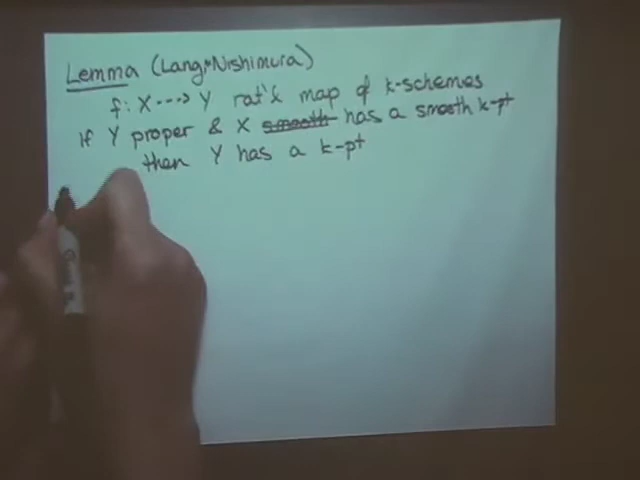 Lemma (Lang-Nishimura)
f: X ---> Y rat'l map of k-schemes
If Y proper & X smooth has a smooth k-pt
then Y has a k-pt